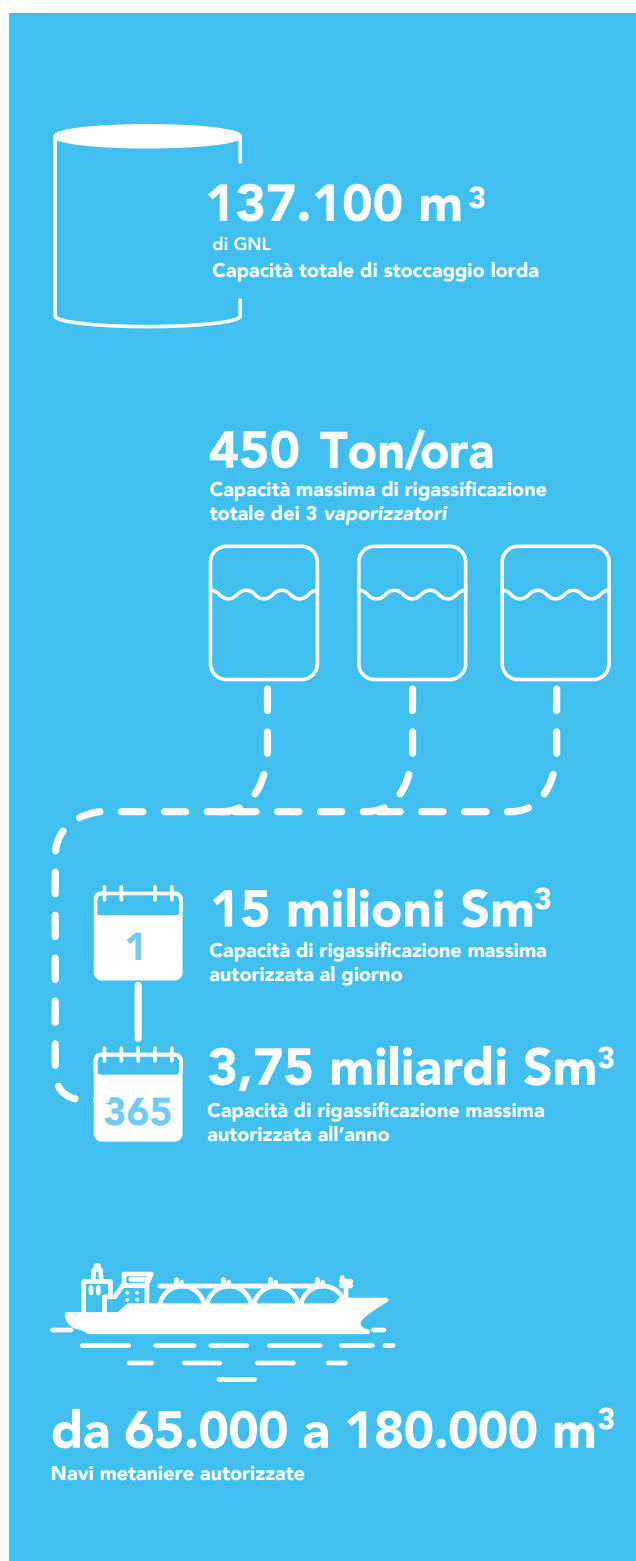 137.100 m³
di GNL
Capacità totale di stoccaggio lorda
450 Ton/ora
Capacità massima di rigassificazione
totale dei 3 vaporizzatori
1
15 milioni Sm³
Capacità di rigassificazione massima
autorizzata al giorno
365
3,75 miliardi Sm³
Capacità di rigassificazione massima
autorizzata all'anno
da 65.000 a 180.000 m³
Navi metaniere autorizzate